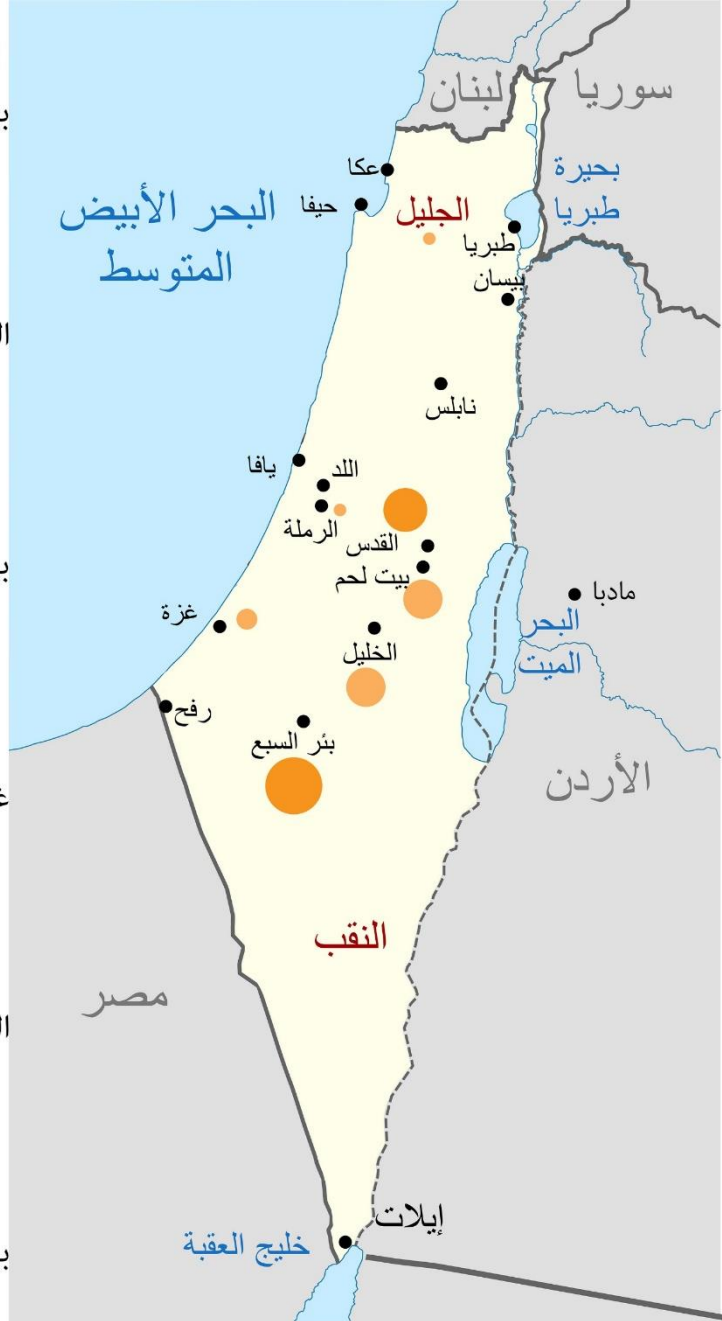 سوريا
لبنان
عكا
حيفا
الجليل
بحيرة
طبريا
البحر الأبيض
المتوسط
طبريا
بيسان
نابلس
يافا
اللد
الرملة
القدس
بيت لحم
مادبا
غزة
الخليل
البحر
الميت
رفح
بئر السبع
الأردن
النقب
مصر
إيلات
خليج العقبة